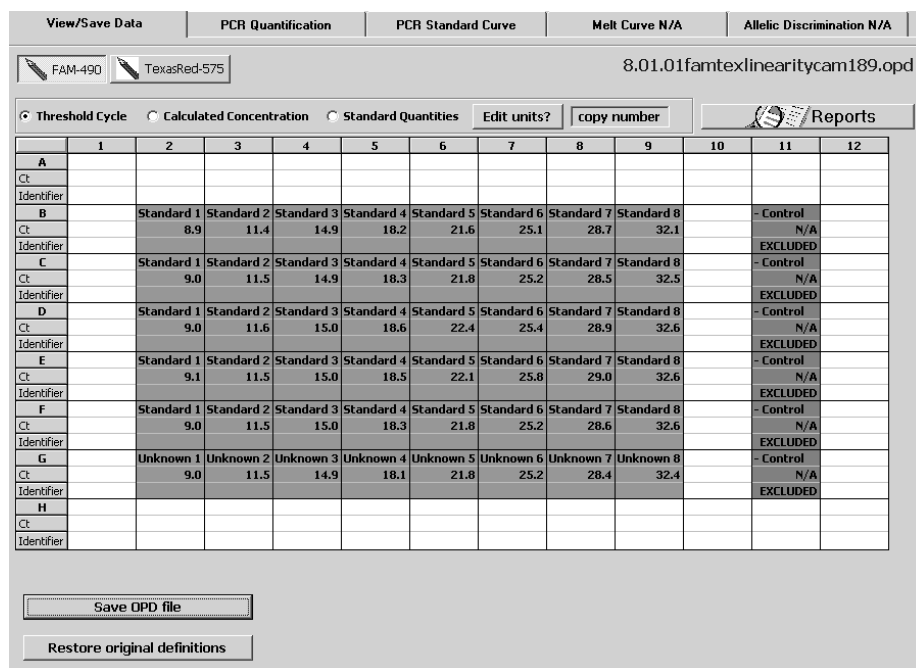 View/Save Data PCR Quantification PCR Standard Curve Melt Curve N/A Allelic Discrimination N/A
FAM-490 TexasRed-575 8.01.01famtexlinearitycam189.opd
Threshold Cycle Calculated Concentration Standard Quantities Edit units? copy number Reports
1 2 3 4 5 6 7 8 9 10 11 12
A
Ct
Identifier
B Standard 1 Standard 2 Standard 3 Standard 4 Standard 5 Standard 6 Standard 7 Standard 8 - Control
Ct 8.9 11.4 14.9 18.2 21.6 25.1 28.7 32.1 N/A
Identifier EXCLUDED
C Standard 1 Standard 2 Standard 3 Standard 4 Standard 5 Standard 6 Standard 7 Standard 8 - Control
Ct 9.0 11.5 14.9 18.3 21.8 25.2 28.5 32.5 N/A
Identifier EXCLUDED
D Standard 1 Standard 2 Standard 3 Standard 4 Standard 5 Standard 6 Standard 7 Standard 8 - Control
Ct 9.0 11.6 15.0 18.6 22.4 25.4 28.9 32.6 N/A
Identifier EXCLUDED
E Standard 1 Standard 2 Standard 3 Standard 4 Standard 5 Standard 6 Standard 7 Standard 8 - Control
Ct 9.1 11.5 15.0 18.5 22.1 25.8 29.0 32.6 N/A
Identifier EXCLUDED
F Standard 1 Standard 2 Standard 3 Standard 4 Standard 5 Standard 6 Standard 7 Standard 8 - Control
Ct 9.0 11.5 15.0 18.3 21.8 25.2 28.6 32.6 N/A
Identifier EXCLUDED
G Unknown 1 Unknown 2 Unknown 3 Unknown 4 Unknown 5 Unknown 6 Unknown 7 Unknown 8 - Control
Ct 9.0 11.5 14.9 18.1 21.8 25.2 28.4 32.4 N/A
Identifier EXCLUDED
H
Ct
Identifier
Save OPD file
Restore original definitions